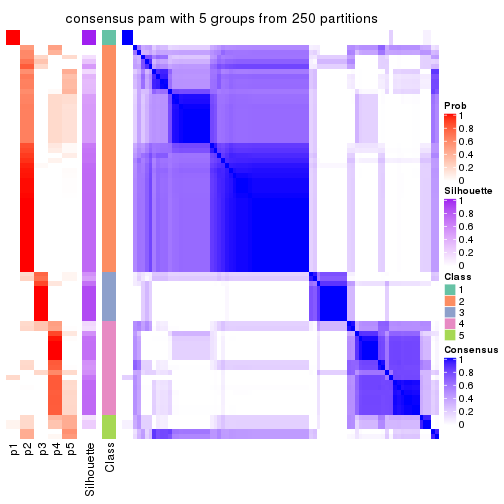 consensus pam with 5 groups from 250 partitions
Prob
1
0.8
0.6
0.4
0.2
0
Silhouette
1
0.8
0.6
0.4
0.2
0
Class
1
2
3
4
5
Consensus
1
0.8
0.6
0.4
0.2
0
p1
p2
p3
p4
p5
Silhouette
Class